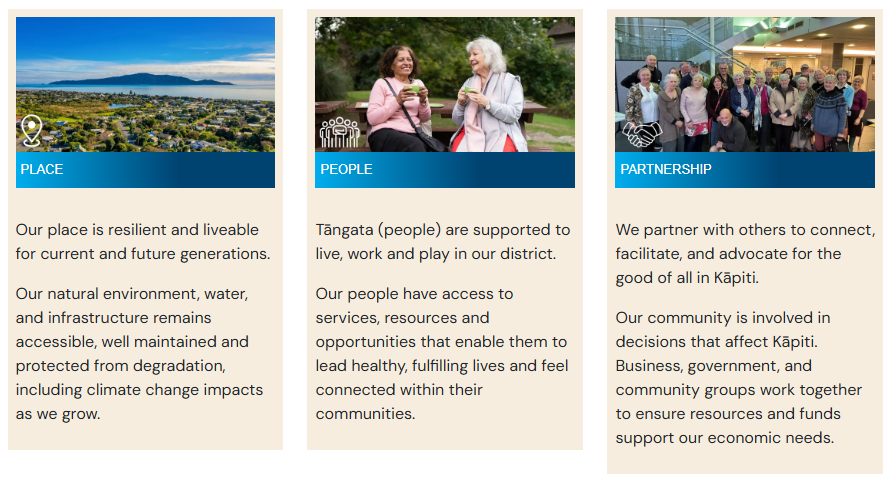 PLACE
Our place is resilient and liveable
for current and future generations.
Our natural environment, water,
and infrastructure remains
accessible, well maintained and
protected from degradation,
including climate change impacts
as we grow.
PEOPLE
Tāngata (people) are supported to
live, work and play in our district.
Our people have access to
services, resources and
opportunities that enable them to
lead healthy, fulfilling lives and feel
connected within their
communities.
PARTNERSHIP
We partner with others to connect,
facilitate, and advocate for the
good of all in Kāpiti.
Our community is involved in
decisions that affect Kāpiti.
Business, government, and
community groups work together
to ensure resources and funds
support our economic needs.